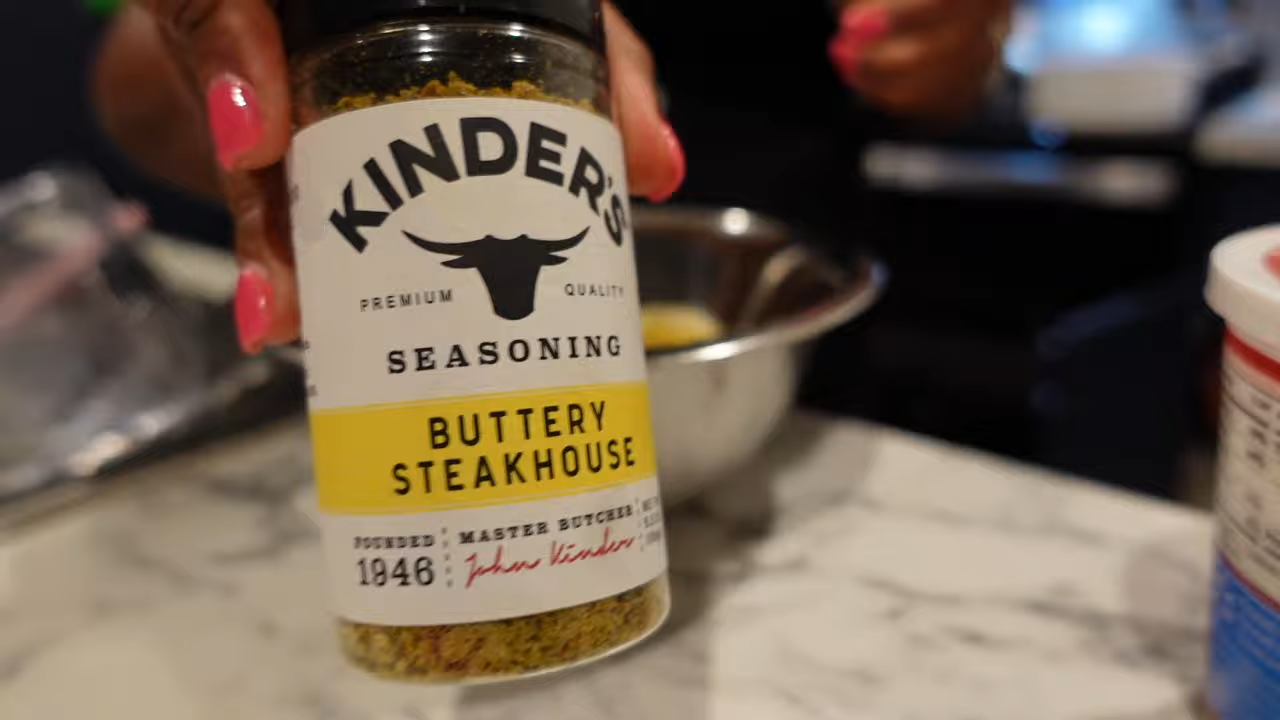 KINDER'S
PREMIUM QUALITY
SEASONING
BUTTERY
STEAKHOUSE
FOUNDED
1946
MASTER BUTCHER
John Kinder